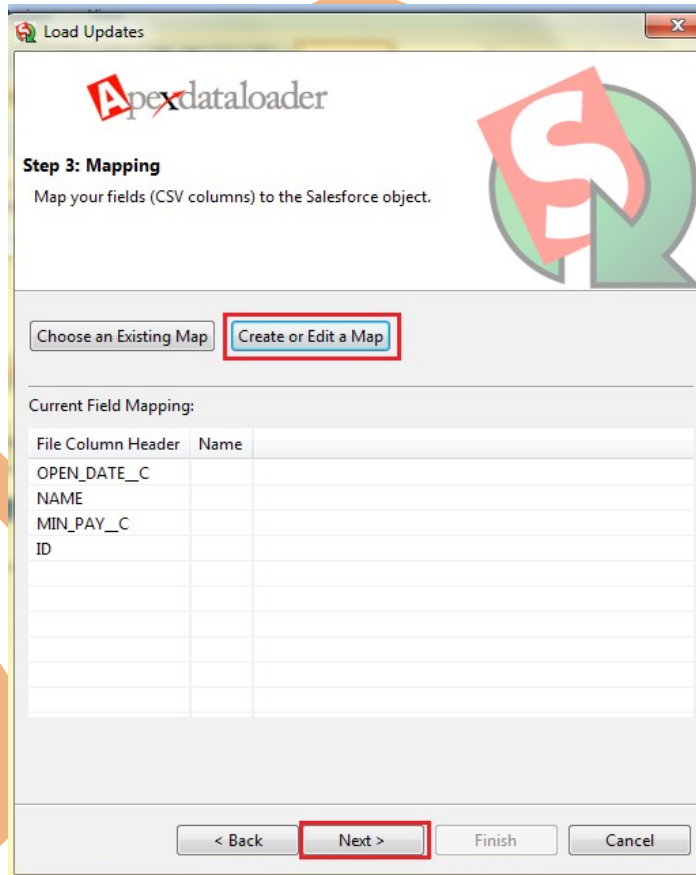 Load Updates
Apexdataloader
Step 3: Mapping
Map your fields (CSV columns) to the Salesforce object.
Choose an Existing Map Create or Edit a Map
Current Field Mapping:
File Column Header Name
OPEN_DATE__C
NAME
MIN_PAY__C
ID
< Back Next > Finish Cancel